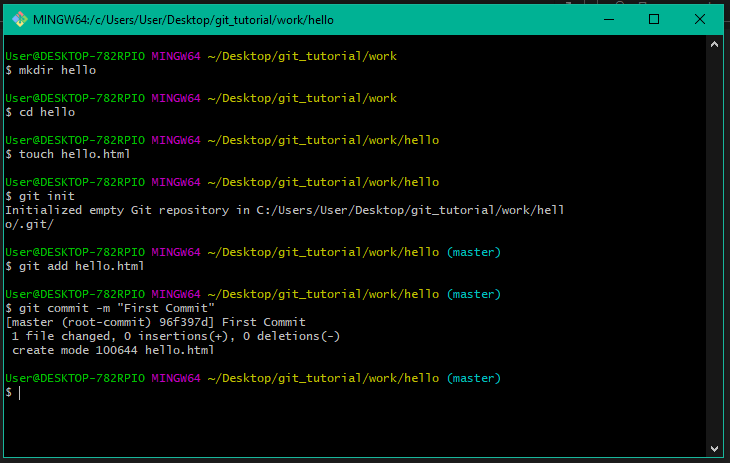 MINGW64:/c/Users/User/Desktop/git_tutorial/work/hello
User@DESKTOP-782RPIO MINGW64 ~/Desktop/git_tutorial/work
$ mkdir hello
User@DESKTOP-782RPIO MINGW64 ~/Desktop/git_tutorial/work
$ cd hello
User@DESKTOP-782RPIO MINGW64 ~/Desktop/git_tutorial/work/hello
$ touch hello.html
User@DESKTOP-782RPIO MINGW64 ~/Desktop/git_tutorial/work/hello
$ git init
Initialized empty Git repository in C:/Users/User/Desktop/git_tutorial/work/hell
o/.git/
User@DESKTOP-782RPIO MINGW64 ~/Desktop/git_tutorial/work/hello (master)
$ git add hello.html
User@DESKTOP-782RPIO MINGW64 ~/Desktop/git_tutorial/work/hello (master)
$ git commit -m "First Commit"
[master (root-commit) 96f397d] First Commit
1 file changed, 0 insertions(+), 0 deletions(-)
create mode 100644 hello.html
User@DESKTOP-782RPIO MINGW64 ~/Desktop/git_tutorial/work/hello (master)
$